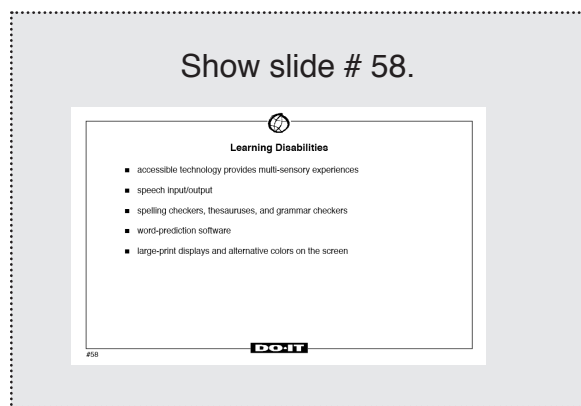 Show slide # 58.
Learning Disabilities
■ accessible technology provides multi-sensory experiences
■ speech input/output
■ spelling checkers, thesauruses, and grammar checkers
■ word-prediction software
■ large-print displays and alternative colors on the screen
DO•IT
#58